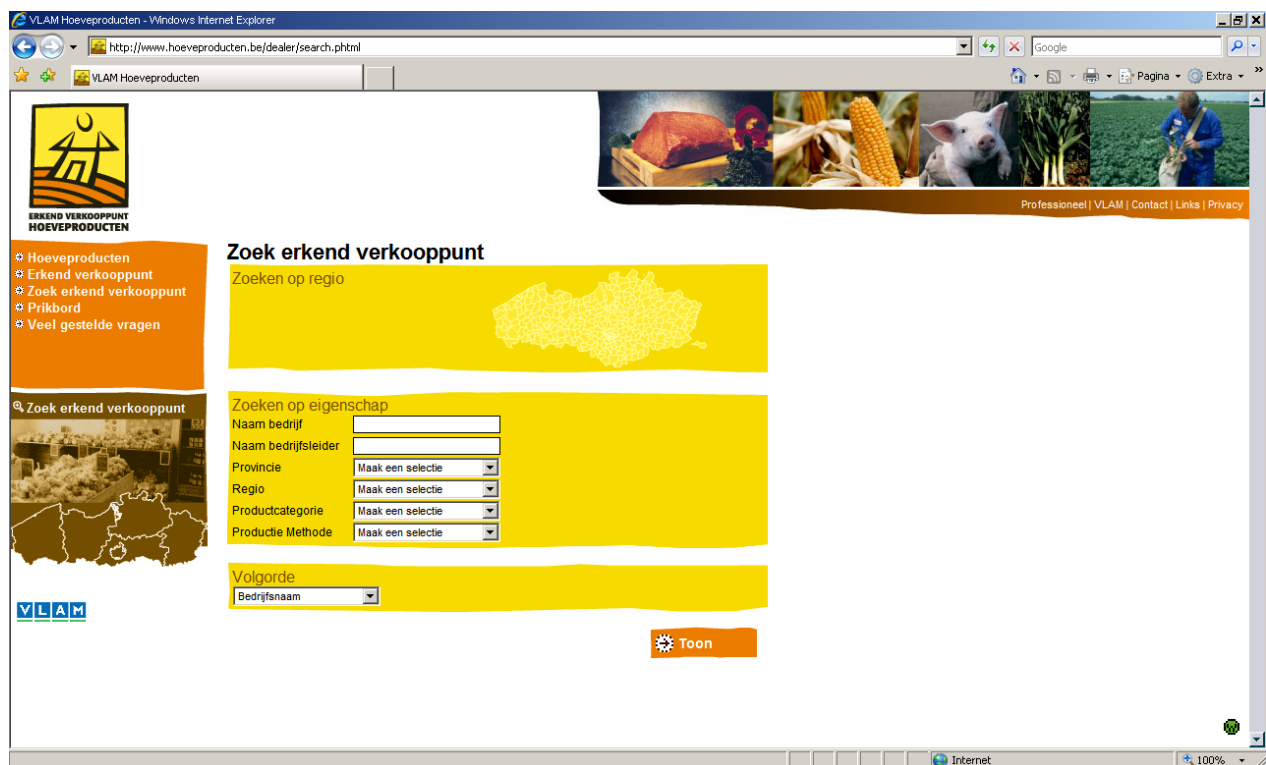 VLAM Hoeveproducten - Windows Internet Explorer
http://www.hoeveproducten.be/dealer/search.phtml
Google
VLAM Hoeveproducten
Pagina
Extra
ERKEND VERKOOPPUNT
HOEVEPRODUCTEN
Professioneel | VLAM | Contact | Links | Privacy
Hoeveproducten
Erkend verkooppunt
Zoek erkend verkooppunt
Prikbord
Veel gestelde vragen
Zoek erkend verkooppunt
VLAM
Zoek erkend verkooppunt
Zoeken op regio
Zoeken op eigenschap
Naam bedrijf
Naam bedrijfsleider
Provincie Maak een selectie
Regio Maak een selectie
Productcategorie Maak een selectie
Productie Methode Maak een selectie
Volgorde
Bedrijfsnaam
Toon
Internet
100%